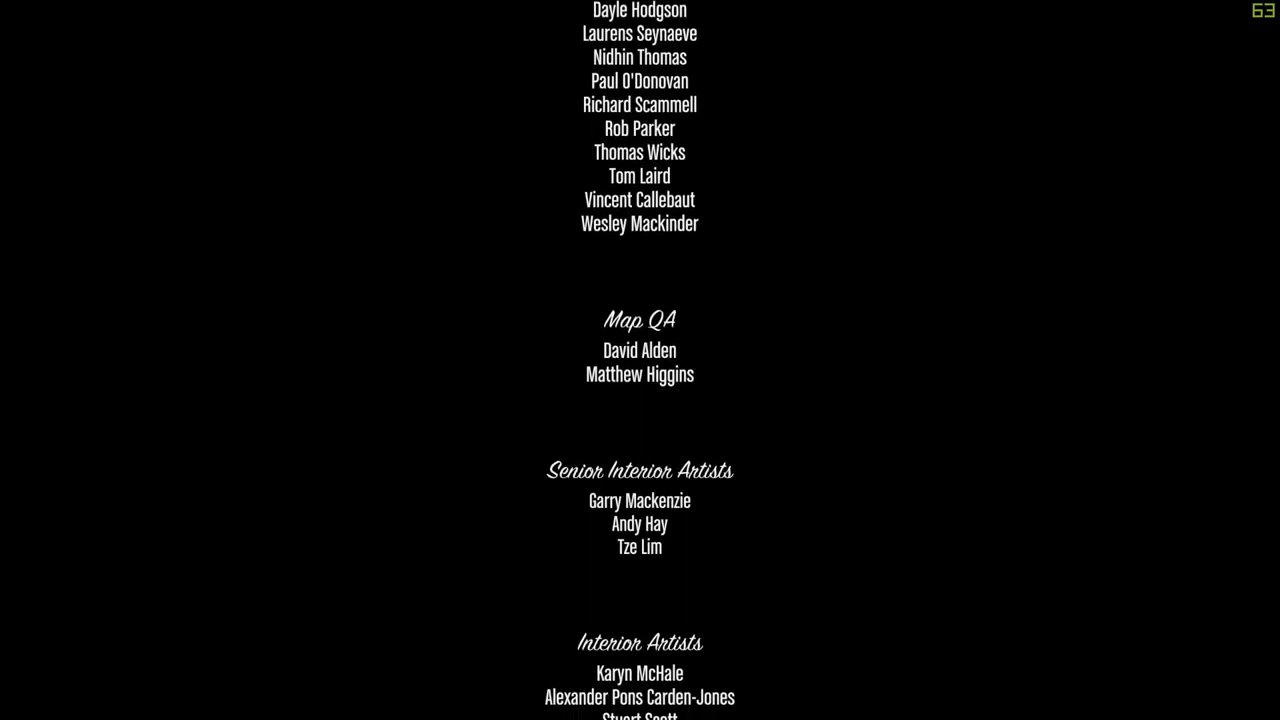 63
Dayle Hodgson
Laurens Seynaeve
Nidhin Thomas
Paul O'Donovan
Richard Scammell
Rob Parker
Thomas Wicks
Tom Laird
Vincent Callebaut
Wesley Mackinder
Map QA
David Alden
Matthew Higgins
Senior Interior Artists
Garry Mackenzie
Andy Hay
Tze Lim
Interior Artists
Karyn McHale
Alexander Pons Carden-Jones
Stuart Scott